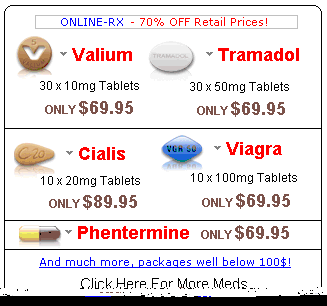 ONLINE-RX - 70% OFF Retail Prices!
Valium Tramadol
30 x 10mg Tablets 30 x 50mg Tablets
ONLY $69.95 ONLY $69.95
Cialis Viagra
10 x 20mg Tablets 10 x 100mg Tablets
ONLY $89.95 ONLY $69.95
Phentermine ONLY $69.95
And much more, packages well below 100$!
Click Here For More Meds
TRAMADOL
VGR 50